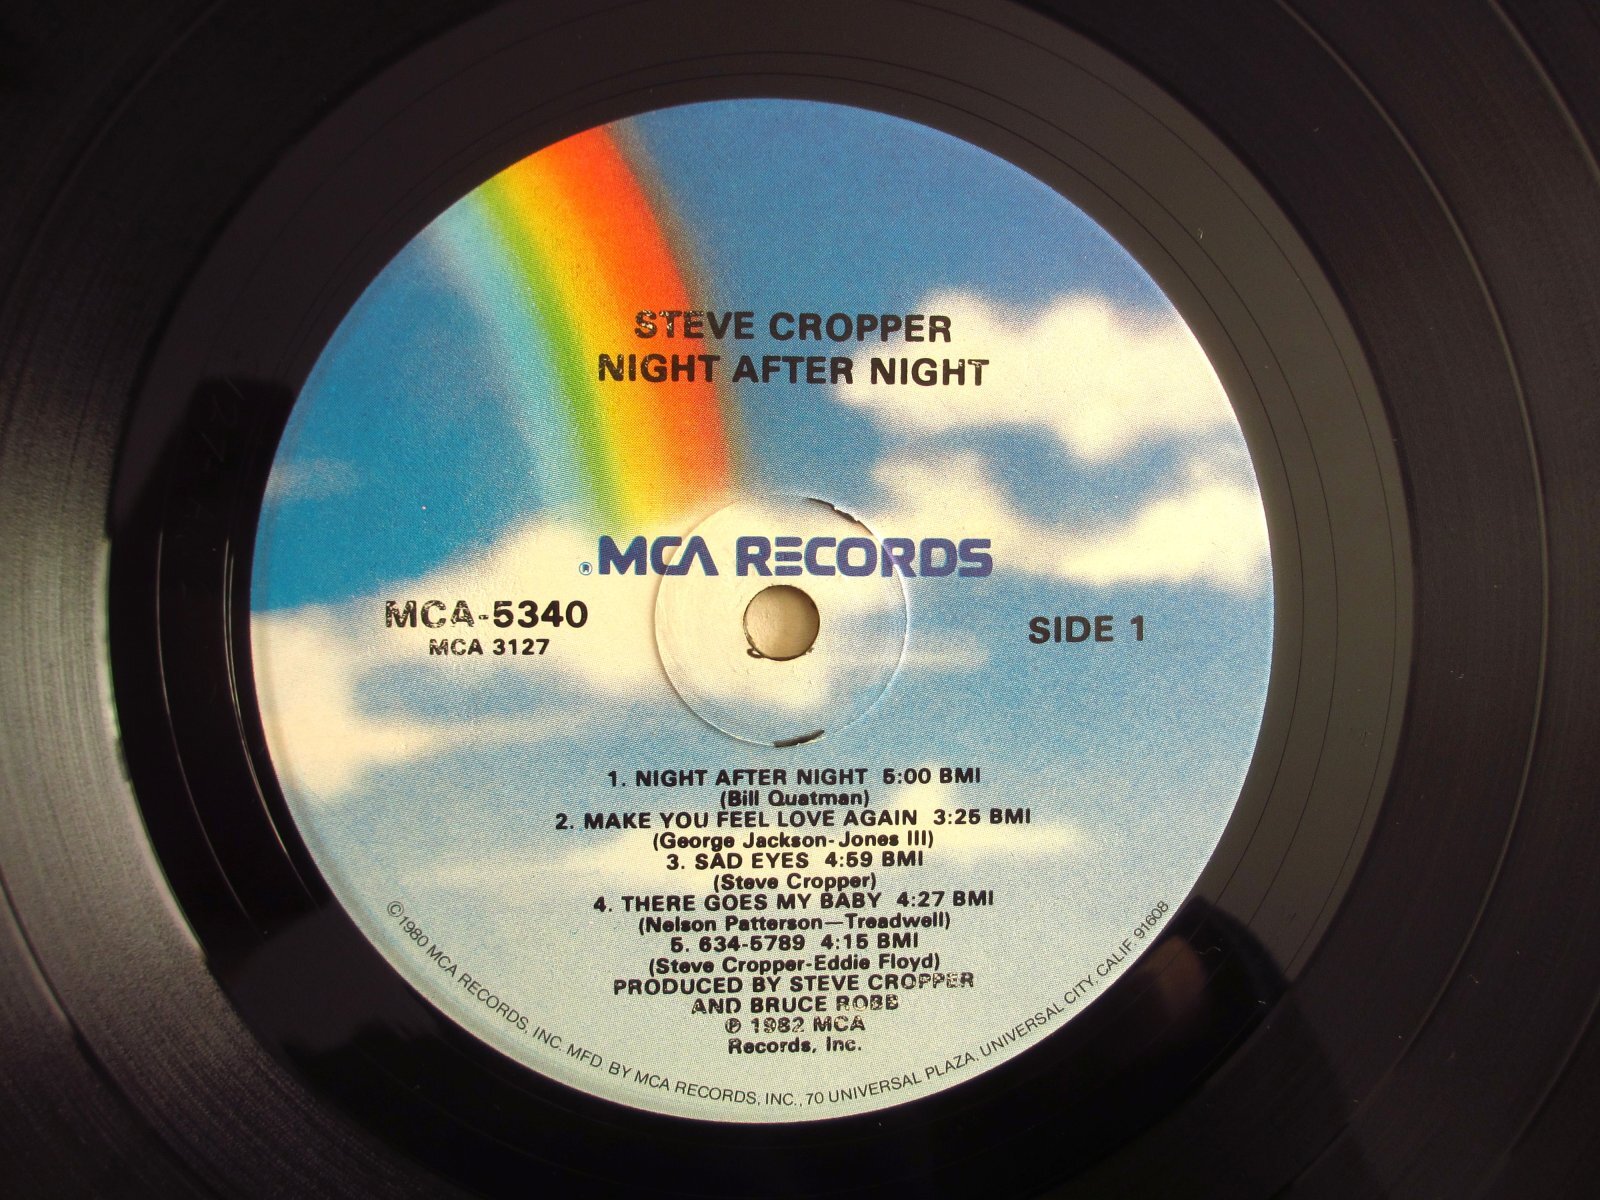 STEVE CROPPER
NIGHT AFTER NIGHT
® MCA RECORDS
MCA-5340
MCA 3127
SIDE 1
1. NIGHT AFTER NIGHT 5:00 BMI
(Bill Quatman)
2. MAKE YOU FEEL LOVE AGAIN 3:25 BMI
(George Jackson-Jones III)
3. SAD EYES 4:59 BMI
(Steve Cropper)
4. THERE GOES MY BABY 4:27 BMI
(Nelson Patterson—Treadwell)
5. 634-5789 4:15 BMI
(Steve Cropper-Eddie Floyd)
PRODUCED BY STEVE CROPPER
AND BRUCE ROBB
℗ 1982 MCA
Records, Inc.
©1980 MCA RECORDS, INC. MFD. BY MCA RECORDS, INC., 70 UNIVERSAL PLAZA. UNIVERSAL CITY, CALIF. 91608